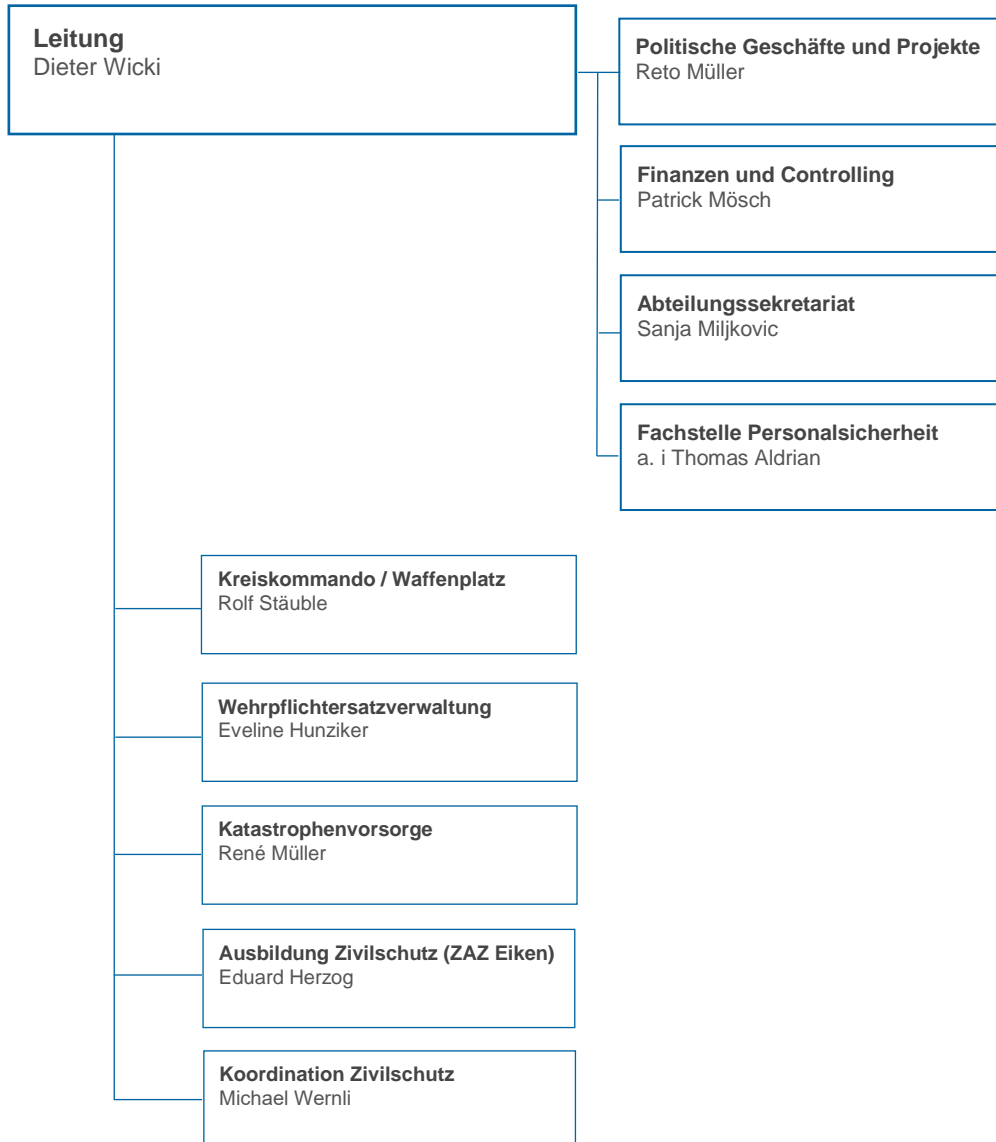 Leitung
Dieter Wicki
Politische Geschäfte und Projekte
Reto Müller
Finanzen und Controlling
Patrick Mösch
Abteilungssekretariat
Sanja Miljkovic
Fachstelle Personalsicherheit
a. i Thomas Aldrian
Kreiskommando / Waffenplatz
Rolf Stäuble
Wehrpflichtersatzverwaltung
Eveline Hunziker
Katastrophenvorsorge
René Müller
Ausbildung Zivilschutz (ZAZ Eiken)
Eduard Herzog
Koordination Zivilschutz
Michael Wernli